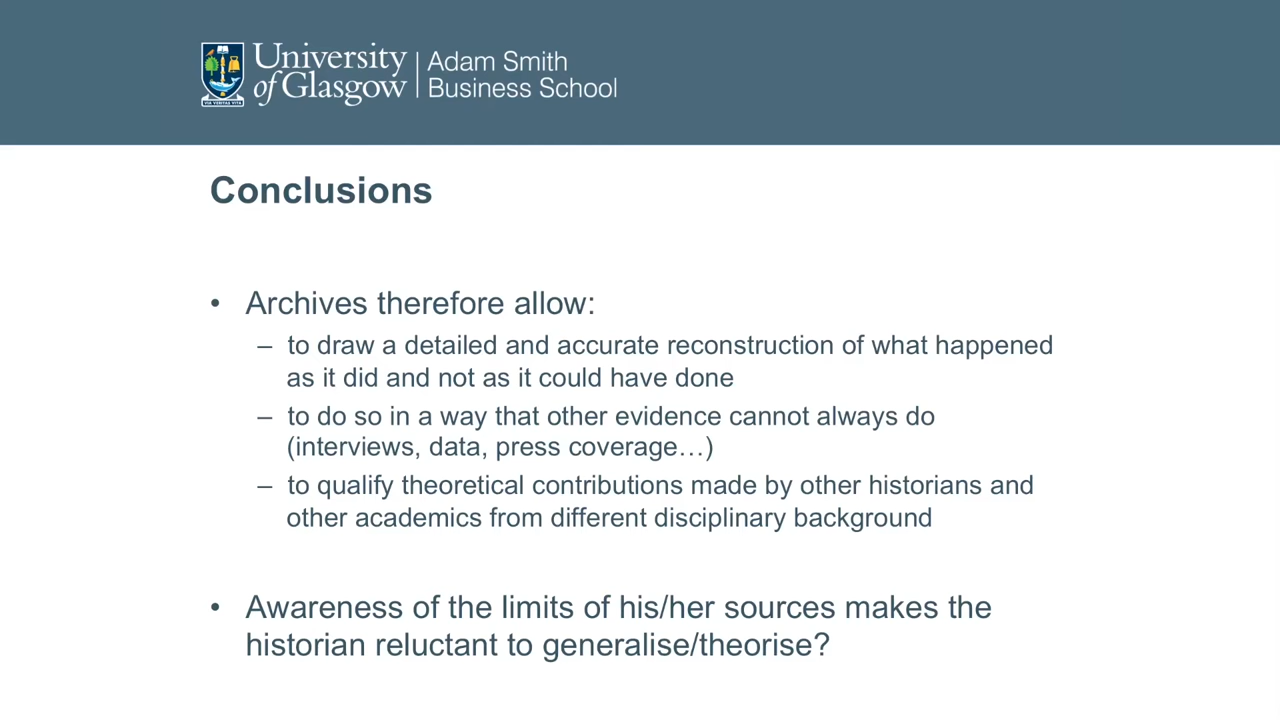 University
of Glasgow
Adam Smith
Business School
VIA VERITAS VITA
Conclusions
• Archives therefore allow:
– to draw a detailed and accurate reconstruction of what happened
as it did and not as it could have done
– to do so in a way that other evidence cannot always do
(interviews, data, press coverage…)
– to qualify theoretical contributions made by other historians and
other academics from different disciplinary background
• Awareness of the limits of his/her sources makes the
historian reluctant to generalise/theorise?